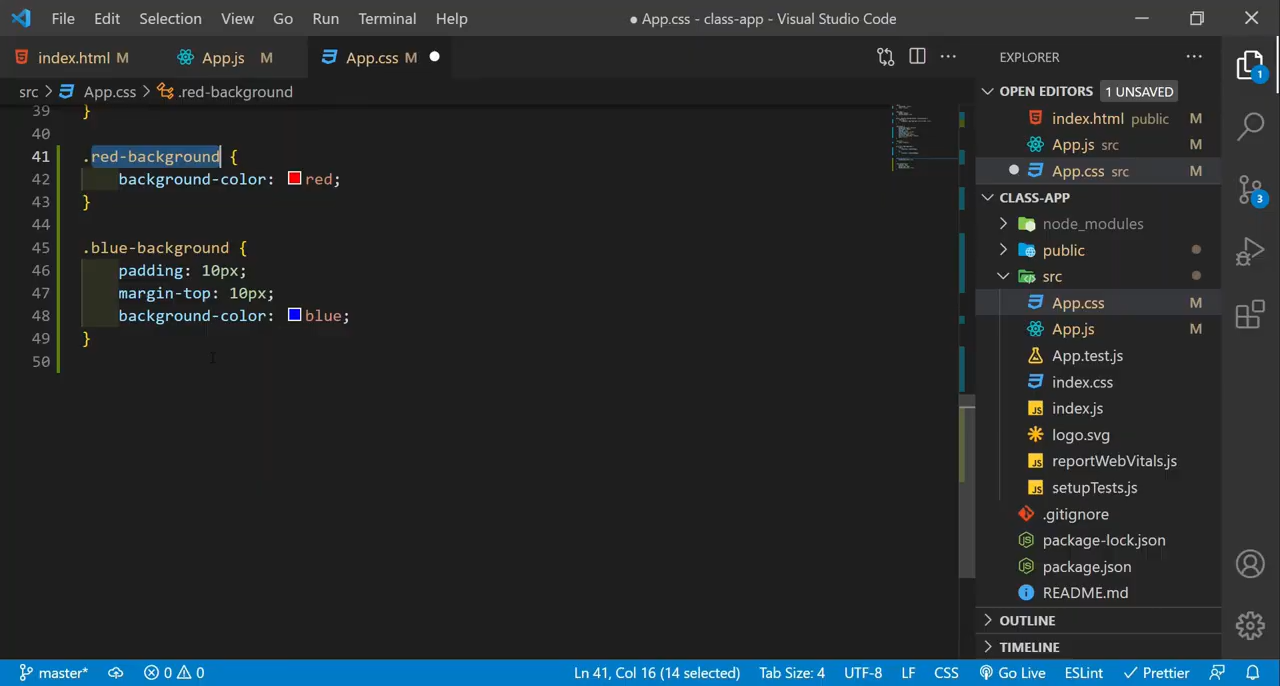 File Edit Selection View Go Run Terminal Help
● App.css - class-app - Visual Studio Code
index.html M App.js M App.css M ●
src > App.css > .red-background
39 }
40
41 .red-background {
42 background-color: red;
43 }
44
45 .blue-background {
46 padding: 10px;
47 margin-top: 10px;
48 background-color: blue;
49 }
50
EXPLORER
OPEN EDITORS 1 UNSAVED
index.html public M
App.js src M
App.css src M
CLASS-APP
node_modules
public
src
App.css M
App.js M
App.test.js
index.css
index.js
logo.svg
reportWebVitals.js
setupTests.js
.gitignore
package-lock.json
package.json
README.md
OUTLINE
TIMELINE
1
3
master* 0 0 Ln 41, Col 16 (14 selected) Tab Size: 4 UTF-8 LF CSS Go Live ESLint Prettier